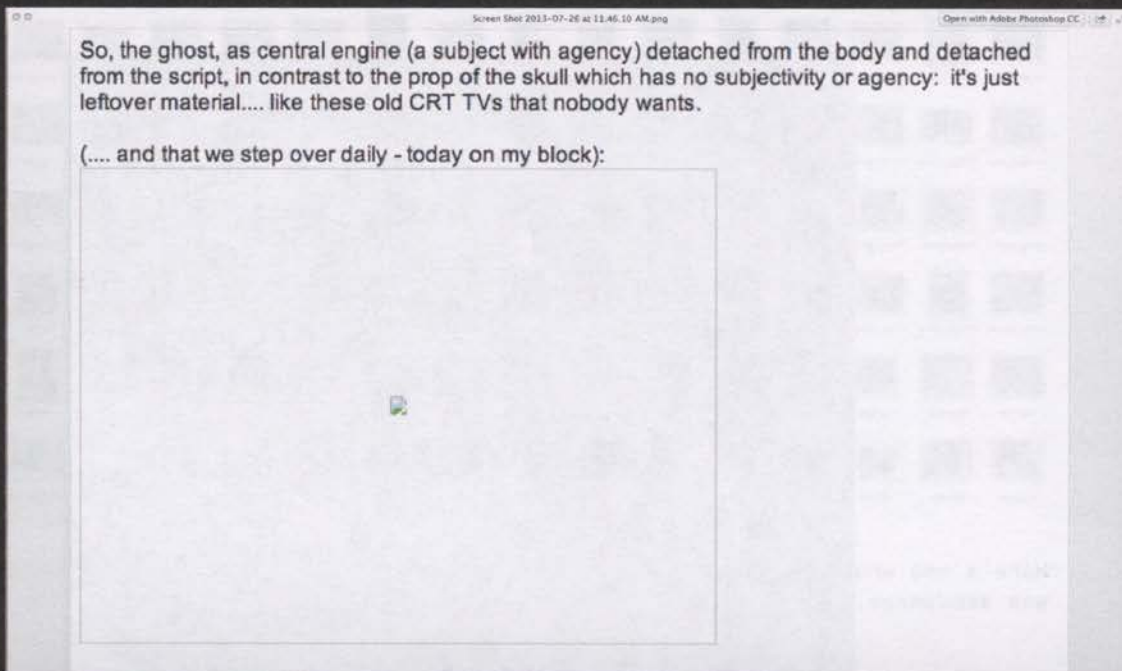 Screen Shot 2013-07-26 at 11.46.10 AM.png
Open with Adobe Photoshop CC
So, the ghost, as central engine (a subject with agency) detached from the body and detached
from the script, in contrast to the prop of the skull which has no subjectivity or agency: it's just
leftover material.... like these old CRT TVs that nobody wants.
(.... and that we step over daily - today on my block):